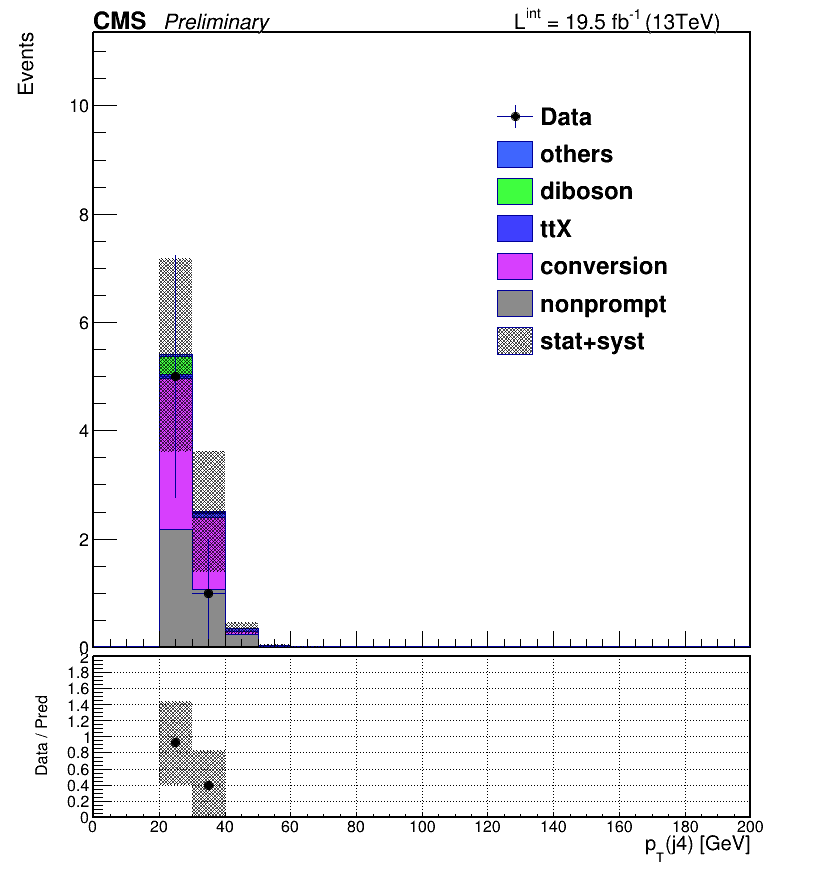 CMS Preliminary L^int = 19.5 fb^-1 (13TeV)
Events
10
8
6
4
2
0
Data
others
diboson
ttX
conversion
nonprompt
stat+syst
Data / Pred
2
1.8
1.6
1.4
1.2
1
0.8
0.6
0.4
0.2
0
0 20 40 60 80 100 120 140 160 180 200
p_T(j4) [GeV]